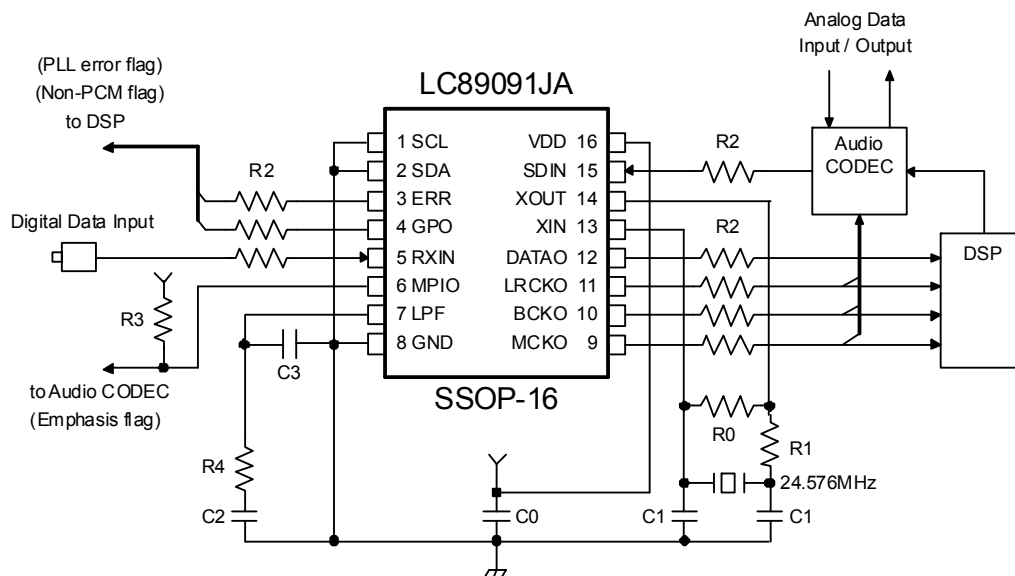 Analog Data
Input / Output
(PLL error flag)
(Non-PCM flag)
to DSP
LC89091JA
1 SCL
2 SDA
3 ERR
4 GPO
5 RXIN
6 MPIO
7 LPF
8 GND
VDD 16
SDIN 15
XOUT 14
XIN 13
DATAO 12
LRCKO 11
BCKO 10
MCKO 9
SSOP-16
R2
Digital Data Input
R3
to Audio CODEC
(Emphasis flag)
C3
R4
C2
C0
R2
R2
Audio
CODEC
DSP
R0
R1
24.576MHz
C1
C1